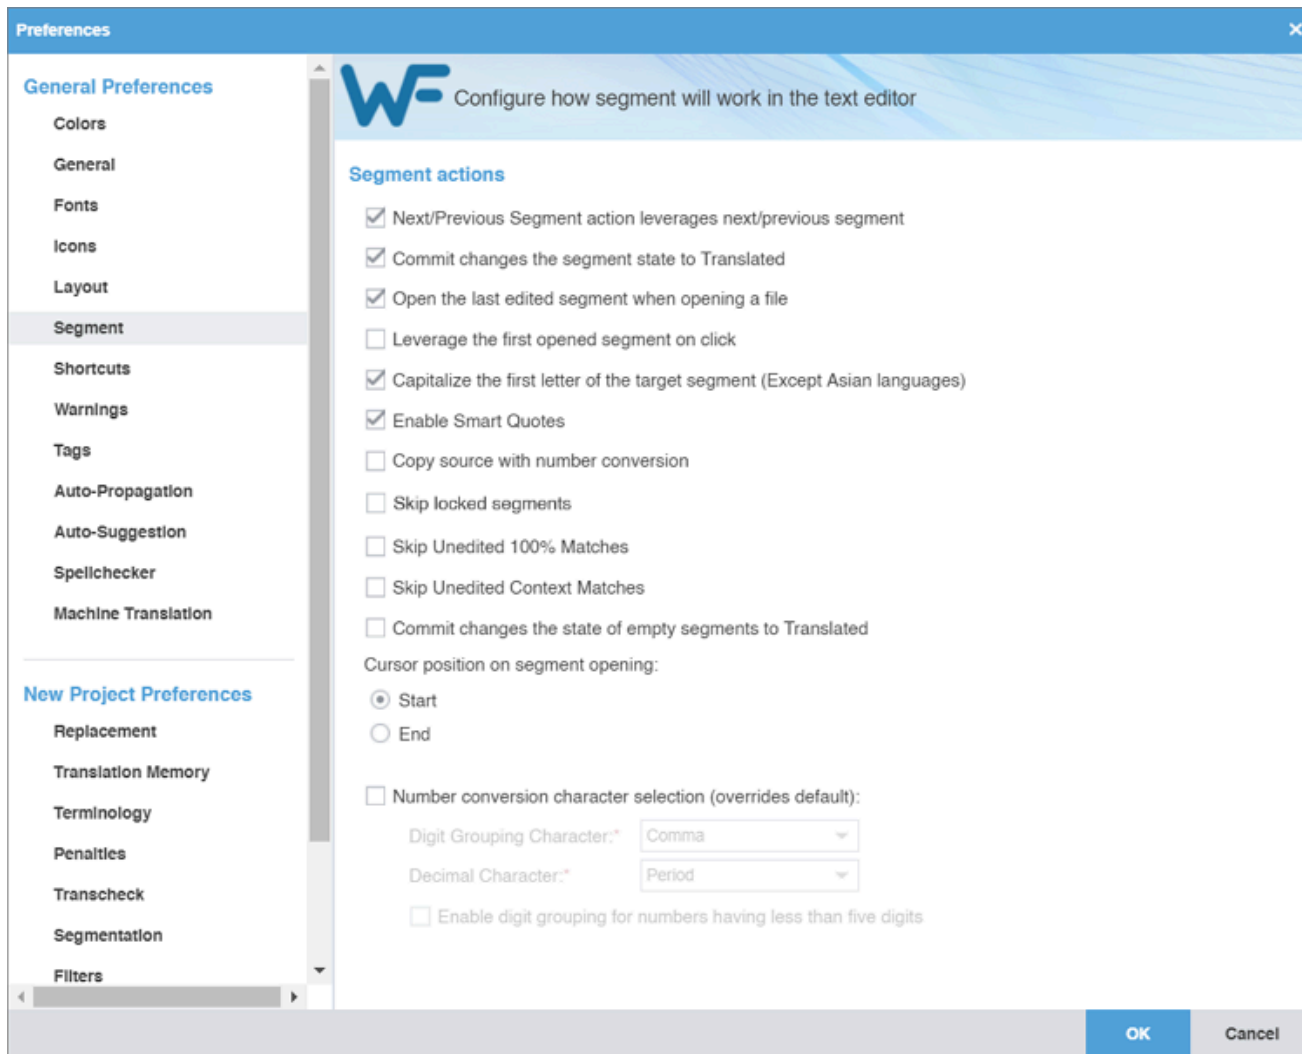 Preferences
General Preferences
Colors
General
Fonts
Icons
Layout
Segment
Shortcuts
Warnings
Tags
Auto-Propagation
Auto-Suggestion
Spellchecker
Machine Translation
New Project Preferences
Replacement
Translation Memory
Terminology
Penalties
Transcheck
Segmentation
Filters
WF Configure how segment will work in the text editor
Segment actions
Next/Previous Segment action leverages next/previous segment
Commit changes the segment state to Translated
Open the last edited segment when opening a file
Leverage the first opened segment on click
Capitalize the first letter of the target segment (Except Asian languages)
Enable Smart Quotes
Copy source with number conversion
Skip locked segments
Skip Unedited 100% Matches
Skip Unedited Context Matches
Commit changes the state of empty segments to Translated
Cursor position on segment opening:
Start
End
Number conversion character selection (overrides default):
Digit Grouping Character:* Comma
Decimal Character:* Period
Enable digit grouping for numbers having less than five digits
OK Cancel